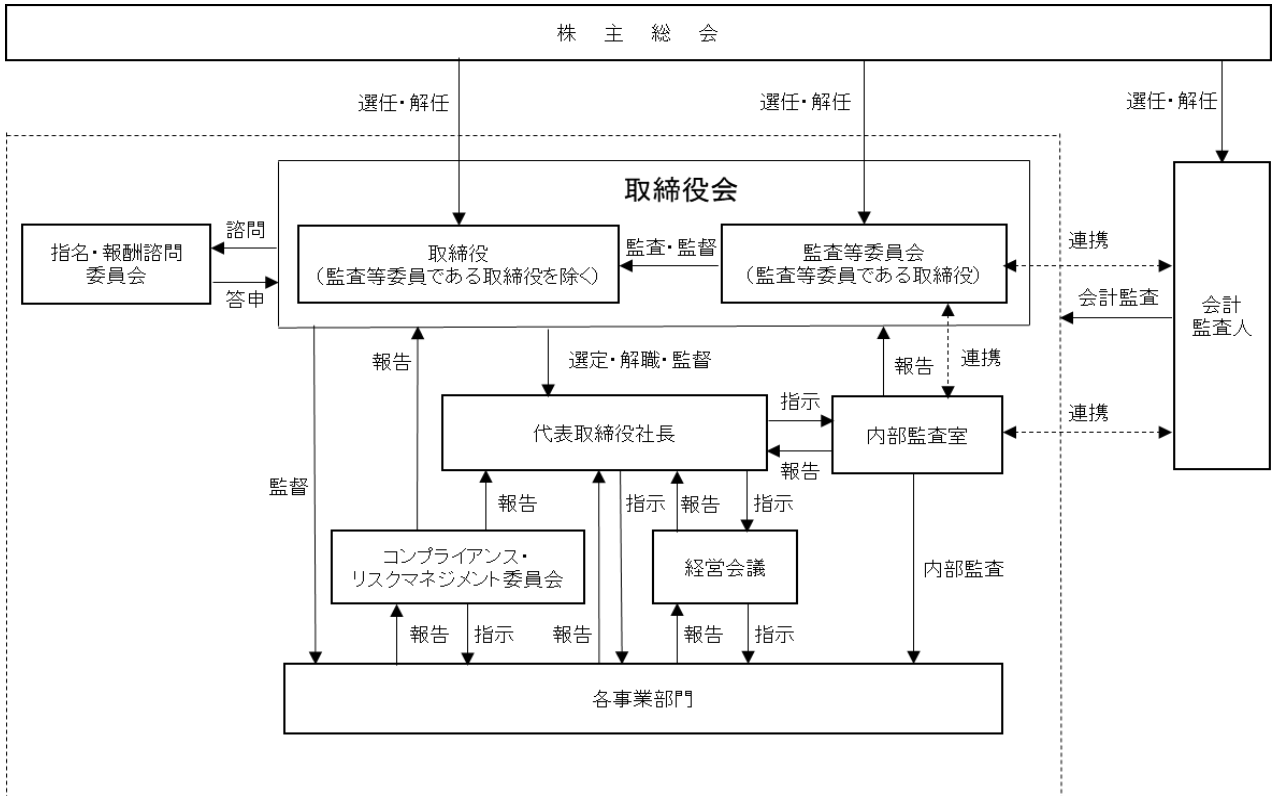 株 主 総 会
選任・解任
選任・解任
選任・解任
取締役会
指名・報酬諮問
委員会
諮問
答申
取締役
（監査等委員である取締役を除く）
監査・監督
監査等委員会
（監査等委員である取締役）
連携
会計監査
会計
監査人
報告
選定・解職・監督
報告
連携
代表取締役社長
指示
報告
内部監査室
連携
監督
報告
指示
報告
指示
コンプライアンス・
リスクマネジメント委員会
経営会議
内部監査
報告
指示
報告
報告
指示
各事業部門